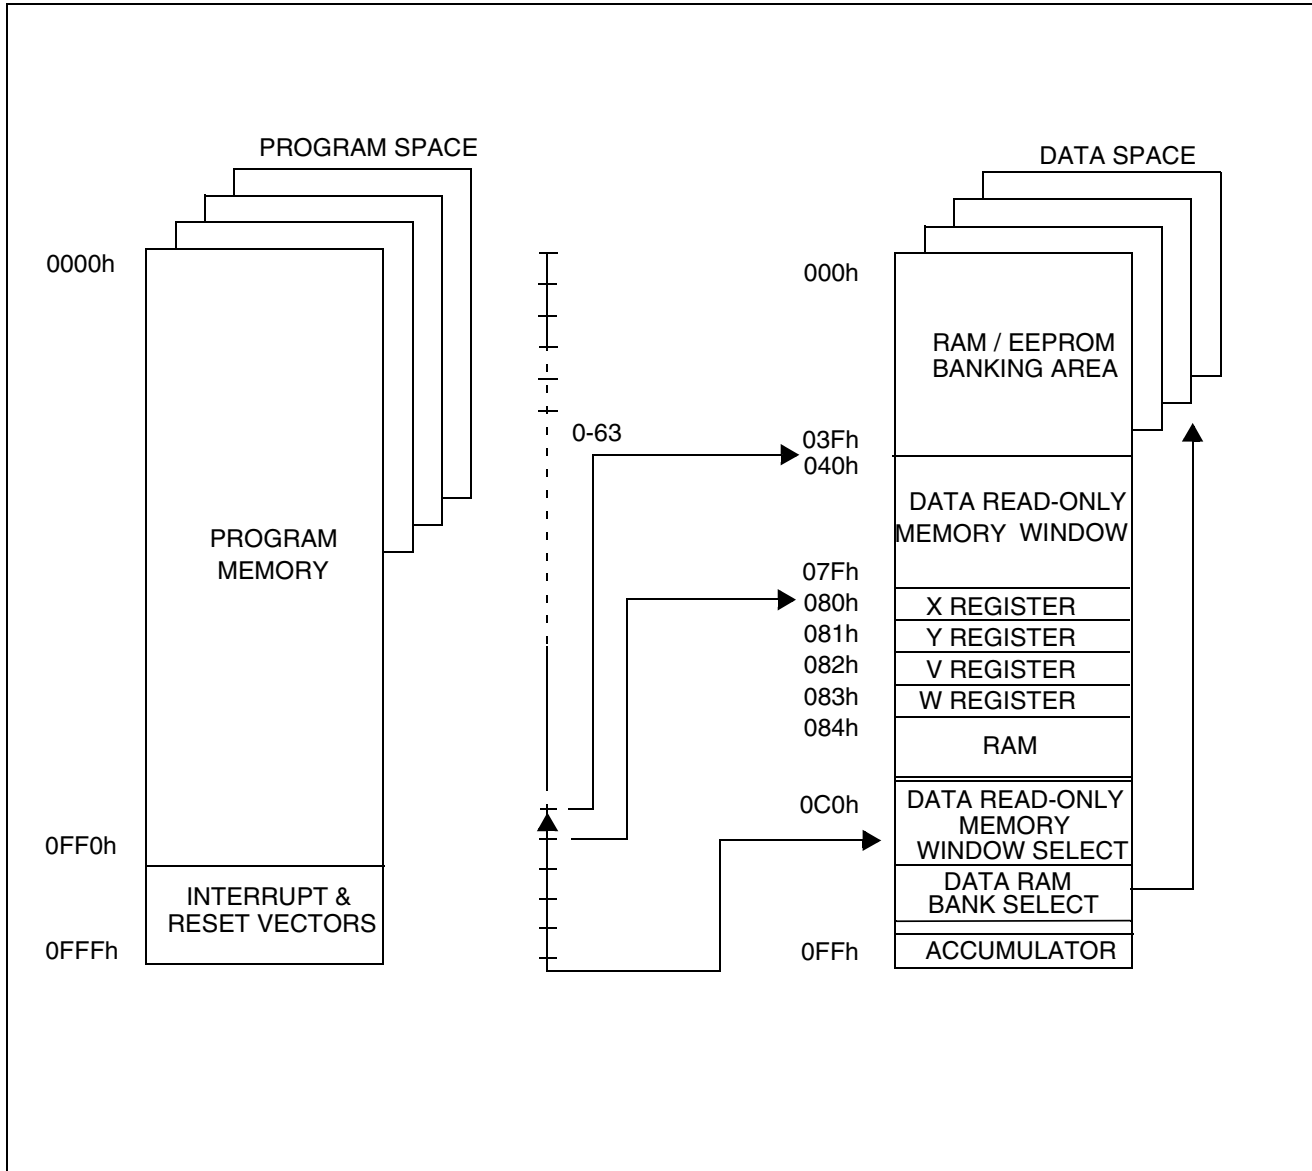 PROGRAM SPACE
DATA SPACE
0000h
PROGRAM
MEMORY
0FF0h
INTERRUPT &
RESET VECTORS
0FFFh
0-63
000h
RAM / EEPROM
BANKING AREA
03Fh
040h
DATA READ-ONLY
MEMORY WINDOW
07Fh
080h
X REGISTER
081h
Y REGISTER
082h
V REGISTER
083h
W REGISTER
084h
RAM
0C0h
DATA READ-ONLY
MEMORY
WINDOW SELECT
DATA RAM
BANK SELECT
0FFh
ACCUMULATOR